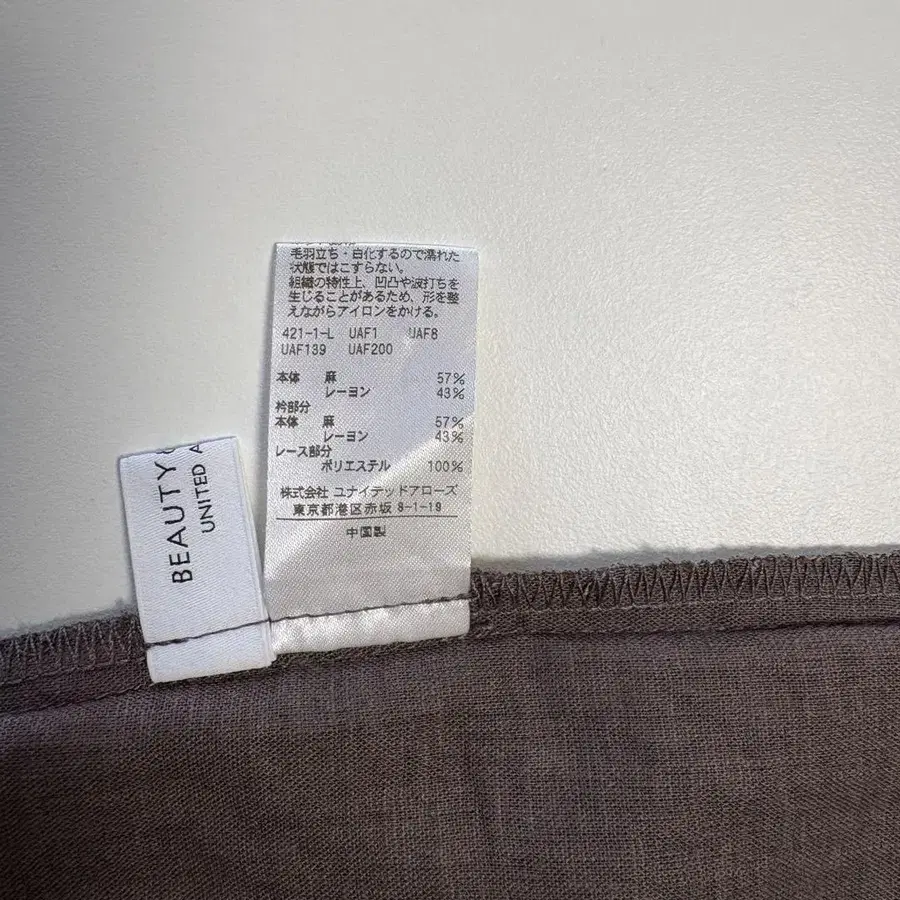 BEAUTY &
UNITED A
毛羽立ち・白化するので濡れた
状態ではこすらない。
組織の特性上、凹凸や波打ちを
生じることがあるため、形を整
えながらアイロンをかける。
421-1-L UAF1 UAF8
UAF139 UAF200
本体 麻 57%
レーヨン 43%
衿部分
本体 麻 57%
レーヨン 43%
レース部分
ポリエステル 100%
株式会社 ユナイテッドアローズ
東京都港区赤坂 8-1-19
中国製